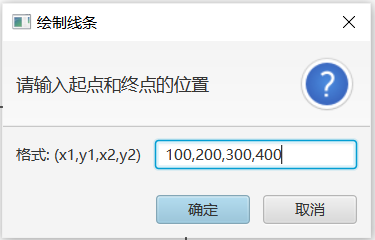 绘制线条
请输入起点和终点的位置
格式: (x1,y1,x2,y2) 100,200,300,400
确定 取消